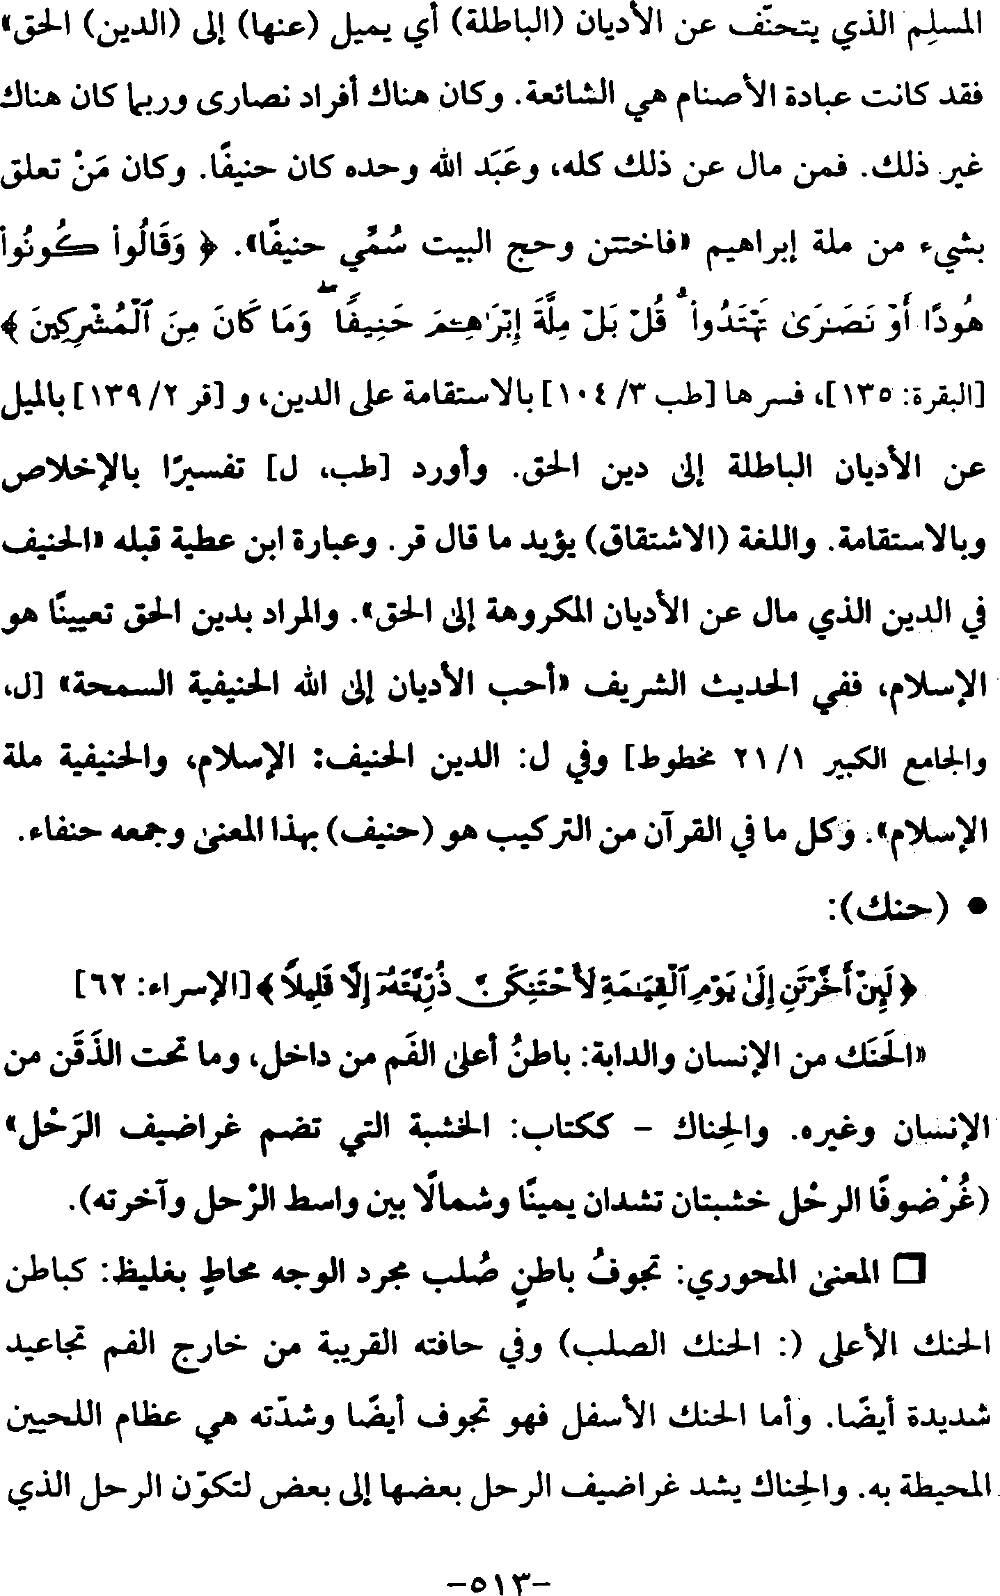 المسلِم الذي يتحنّف عن الأديان (الباطلة) أي يميل (عنها) إلى (الدين) الحق»
فقد كانت عبادة الأصنام هي الشائعة. وكان هناك أفراد نصارى وربما كان هناك
غير ذلك. فمن مال عن ذلك كله، وعَبَد الله وحده كان حنيفًا. وكان مَنْ تعلق
بشيء من ملة إبراهيم «فاختتن وحج البيت سُمِّي حنيفًا». ﴿ وَقَالُواْ كُونُواْ
هُودًا أَوْ نَصَٰرَىٰ تَهْتَدُواْ ۗ قُلْ بَلْ مِلَّةَ إِبْرَٰهِـۧمَ حَنِيفًا ۖ وَمَا كَانَ مِنَ ٱلْمُشْرِكِينَ ﴾
[البقرة: ١٣٥]، فسرها [طب ٣/ ١٠٤] بالاستقامة على الدين، و [قر ٢/ ١٣٩] بالميل
عن الأديان الباطلة إلى دين الحق. وأورد [طب، ل] تفسيرًا بالإخلاص
وبالاستقامة. واللغة (الاشتقاق) يؤيد ما قال قر. وعبارة ابن عطية قبله «الحنيف
في الدين الذي مال عن الأديان المكروهة إلى الحق». والمراد بدين الحق تعيينًا هو
الإسلام، ففي الحديث الشريف «أحب الأديان إلى الله الحنيفية السمحة» [ل،
والجامع الكبير ١/ ٢١ مخطوط] وفي ل: الدين الحنيف: الإسلام، والحنيفية ملة
الإسلام». وكل ما في القرآن من التركيب هو (حنيف) بهذا المعنى وجمعه حنفاء.
• (حنك):
﴿ لَئِنْ أَخَّرْتَنِ إِلَىٰ يَوْمِ ٱلْقِيَـٰمَةِ لَأَحْتَنِكَنَّ ذُرِّيَّتَهُۥٓ إِلَّا قَلِيلًا ﴾ [الإسراء: ٦٢]
«الحَنَك من الإنسان والدابة: باطنُ أعلى الفَم من داخل، وما تحت الذَقَن من
الإنسان وغيره. والحِناك - ككتاب: الخشبة التي تضم غراضيف الرَحْل»
(غُرْضوفًا الرحْل خشبتان تشدان يمينًا وشمالًا بين واسط الرْحل وآخرته).
❒ المعنى المحوري: تجوفُ باطنٍ صُلب مجرد الوجه محاطٍ بغليظ: كباطن
الحنك الأعلى (: الحنك الصلب) وفي حافته القريبة من خارج الفم تجاعيد
شديدة أيضًا. وأما الحنك الأسفل فهو تجوف أيضًا وشدّته هي عظام اللحيين
المحيطة به. والحِناك يشد غراضيف الرحل بعضها إلى بعض لتكوّن الرحل الذي
-٥١٣-